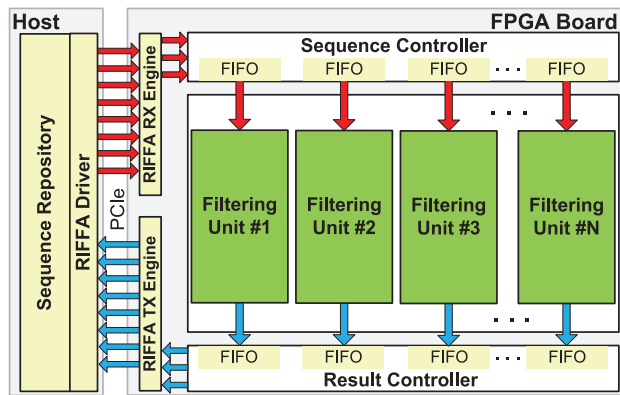 Host
FPGA Board
Sequence Repository
RIFFA Driver
PCIe
RIFFA RX Engine
RIFFA TX Engine
Sequence Controller
FIFO FIFO FIFO ... FIFO
...
Filtering
Unit #1
Filtering
Unit #2
Filtering
Unit #3
Filtering
Unit #N
...
FIFO FIFO FIFO ... FIFO
Result Controller